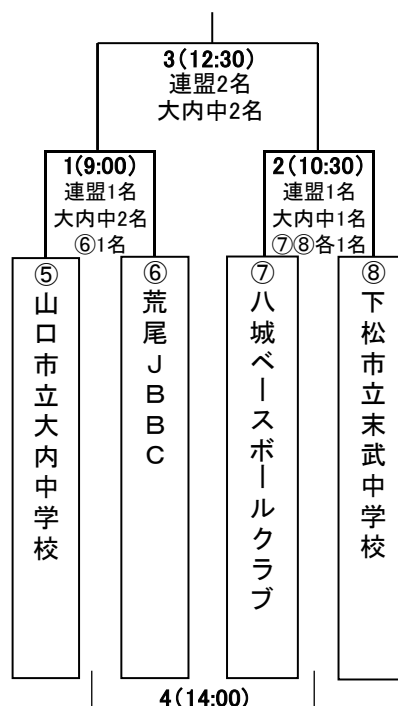 3(12:30)
連盟2名
大内中2名
1(9:00)
連盟1名
大内中2名
⑥1名
2(10:30)
連盟1名
大内中1名
⑦⑧各1名
⑤山口市立大内中学校
⑥荒尾JBBC
⑦八城ベースボールクラブ
⑧下松市立末武中学校
4(14:00)